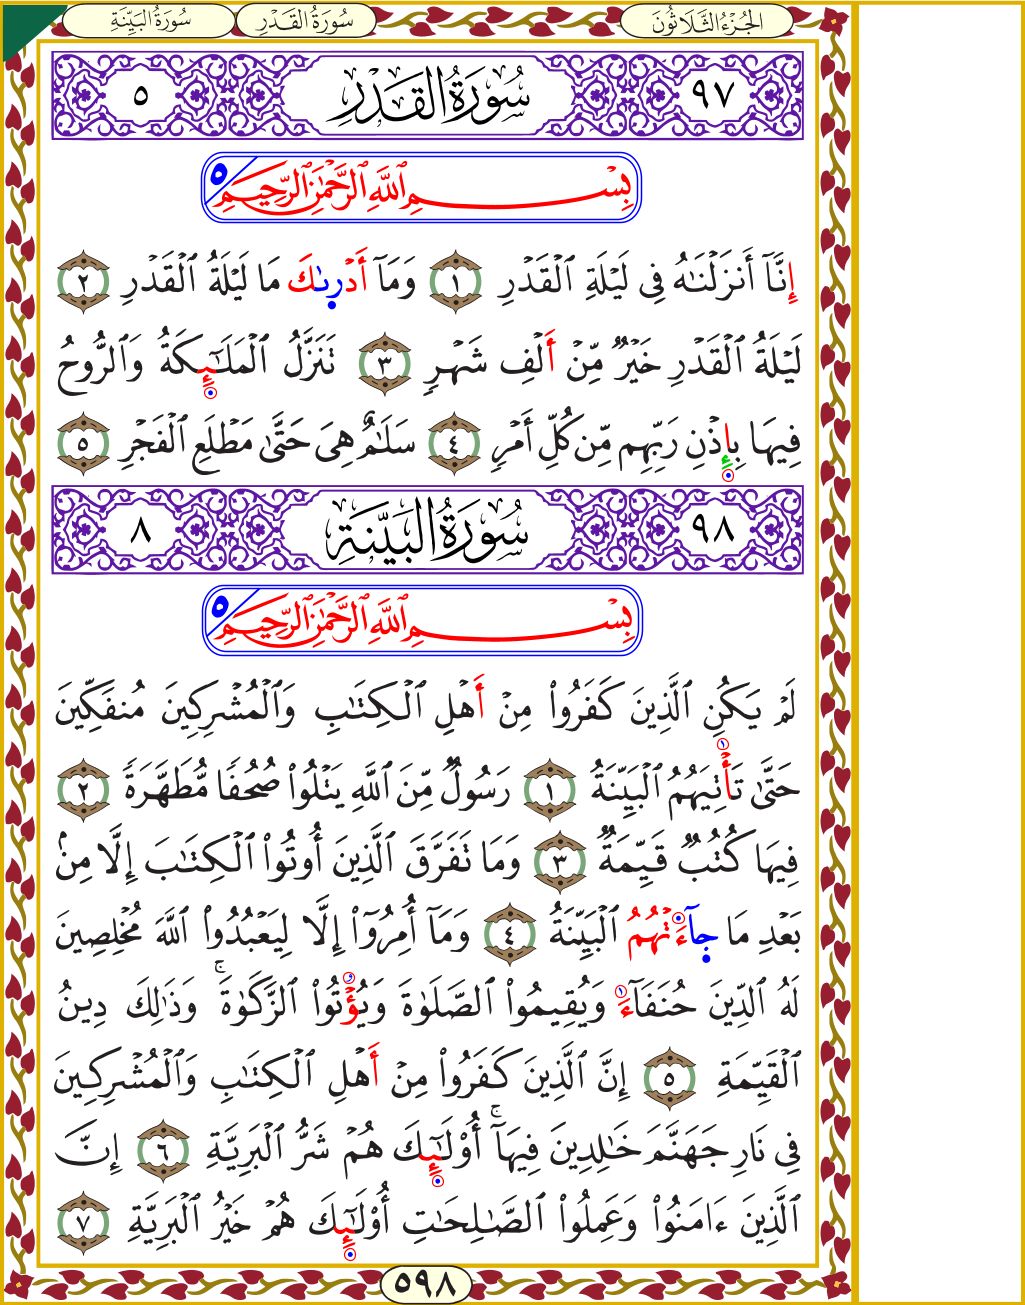 الجُزْءُ الثَّلَاثُونَ سُورَةُ القَدْرِ سُورَةُ البَيِّنَةِ
٩٧ سُورَةُ القَدْرِ ٥
بِسْمِ ٱللَّهِ ٱلرَّحْمَٰنِ ٱلرَّحِيمِ ٥
إِنَّآ أَنزَلْنَٰهُ فِى لَيْلَةِ ٱلْقَدْرِ ١ وَمَآ أَدْرَىٰكَ مَا لَيْلَةُ ٱلْقَدْرِ ٢
لَيْلَةُ ٱلْقَدْرِ خَيْرٌ مِّنْ أَلْفِ شَهْرٍ ٣ تَنَزَّلُ ٱلْمَلَٰٓئِكَةُ وَٱلرُّوحُ
فِيهَا بِإِذْنِ رَبِّهِم مِّن كُلِّ أَمْرٍ ٤ سَلَٰمٌ هِىَ حَتَّىٰ مَطْلَعِ ٱلْفَجْرِ ٥
٩٨ سُورَةُ البَيِّنَةِ ٨
بِسْمِ ٱللَّهِ ٱلرَّحْمَٰنِ ٱلرَّحِيمِ ٥
لَمْ يَكُنِ ٱلَّذِينَ كَفَرُوا۟ مِنْ أَهْلِ ٱلْكِتَٰبِ وَٱلْمُشْرِكِينَ مُنفَكِّينَ
حَتَّىٰ تَأْتِيَهُمُ ٱلْبَيِّنَةُ ١ رَسُولٌ مِّنَ ٱللَّهِ يَتْلُوا۟ صُحُفًا مُّطَهَّرَةً ٢
فِيهَا كُتُبٌ قَيِّمَةٌ ٣ وَمَا تَفَرَّقَ ٱلَّذِينَ أُوتُوا۟ ٱلْكِتَٰبَ إِلَّا مِنۢ
بَعْدِ مَا جَآءَتْهُمُ ٱلْبَيِّنَةُ ٤ وَمَآ أُمِرُوٓا۟ إِلَّا لِيَعْبُدُوا۟ ٱللَّهَ مُخْلِصِينَ
لَهُ ٱلدِّينَ حُنَفَآءَ وَيُقِيمُوا۟ ٱلصَّلَوٰةَ وَيُؤْتُوا۟ ٱلزَّكَوٰةَ ۚ وَذَٰلِكَ دِينُ
ٱلْقَيِّمَةِ ٥ إِنَّ ٱلَّذِينَ كَفَرُوا۟ مِنْ أَهْلِ ٱلْكِتَٰبِ وَٱلْمُشْرِكِينَ
فِى نَارِ جَهَنَّمَ خَٰلِدِينَ فِيهَآ ۚ أُو۟لَٰٓئِكَ هُمْ شَرُّ ٱلْبَرِيَّةِ ٦ إِنَّ
ٱلَّذِينَ ءَامَنُوا۟ وَعَمِلُوا۟ ٱلصَّٰلِحَٰتِ أُو۟لَٰٓئِكَ هُمْ خَيْرُ ٱلْبَرِيَّةِ ٧
٥٩٨